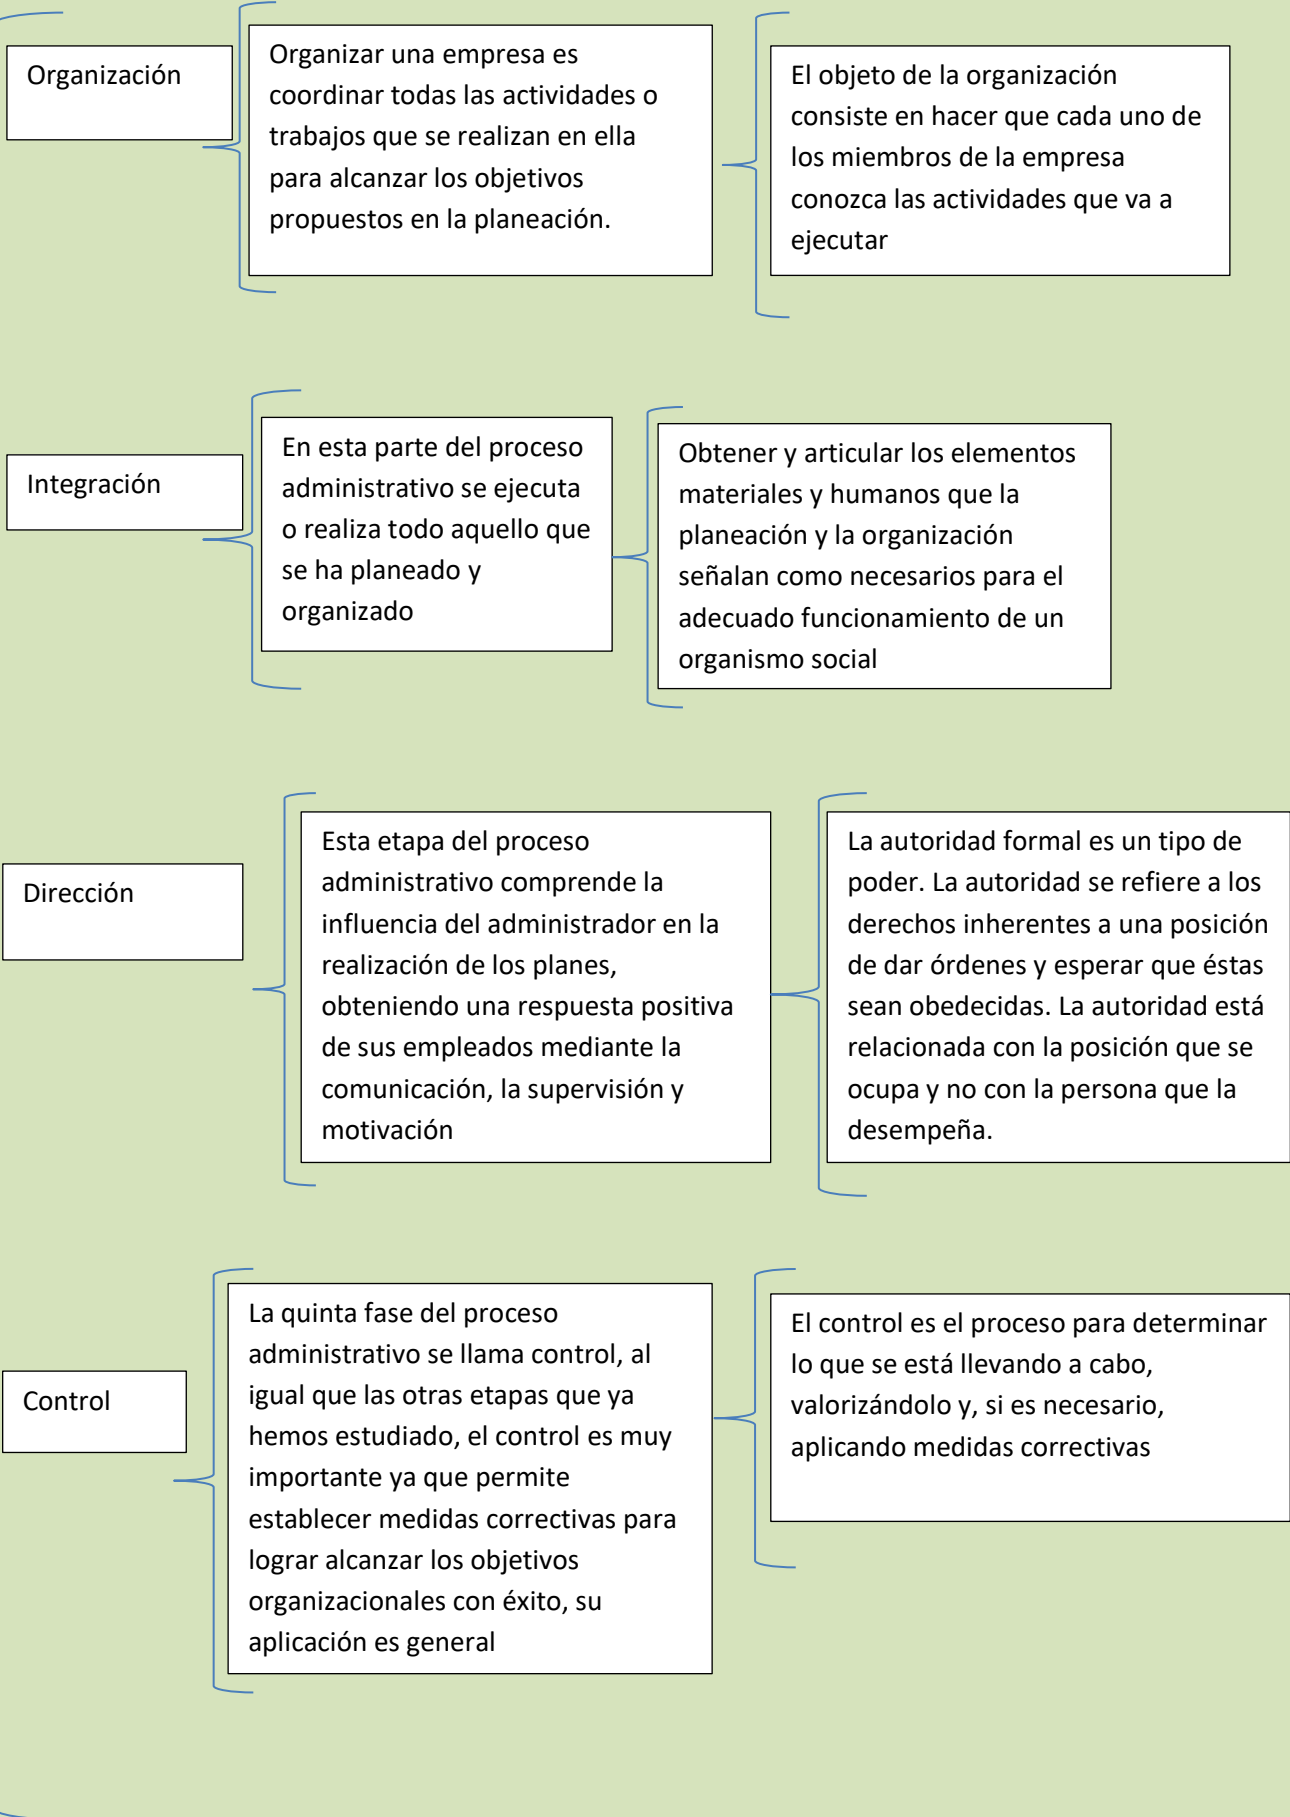 Organización
Organizar una empresa es
coordinar todas las actividades o
trabajos que se realizan en ella
para alcanzar los objetivos
propuestos en la planeación.
El objeto de la organización
consiste en hacer que cada uno de
los miembros de la empresa
conozca las actividades que va a
ejecutar
Integración
En esta parte del proceso
administrativo se ejecuta
o realiza todo aquello que
se ha planeado y
organizado
Obtener y articular los elementos
materiales y humanos que la
planeación y la organización
señalan como necesarios para el
adecuado funcionamiento de un
organismo social
Dirección
Esta etapa del proceso
administrativo comprende la
influencia del administrador en la
realización de los planes,
obteniendo una respuesta positiva
de sus empleados mediante la
comunicación, la supervisión y
motivación
La autoridad formal es un tipo de
poder. La autoridad se refiere a los
derechos inherentes a una posición
de dar órdenes y esperar que éstas
sean obedecidas. La autoridad está
relacionada con la posición que se
ocupa y no con la persona que la
desempeña.
Control
La quinta fase del proceso
administrativo se llama control, al
igual que las otras etapas que ya
hemos estudiado, el control es muy
importante ya que permite
establecer medidas correctivas para
lograr alcanzar los objetivos
organizacionales con éxito, su
aplicación es general
El control es el proceso para determinar
lo que se está llevando a cabo,
valorizándolo y, si es necesario,
aplicando medidas correctivas